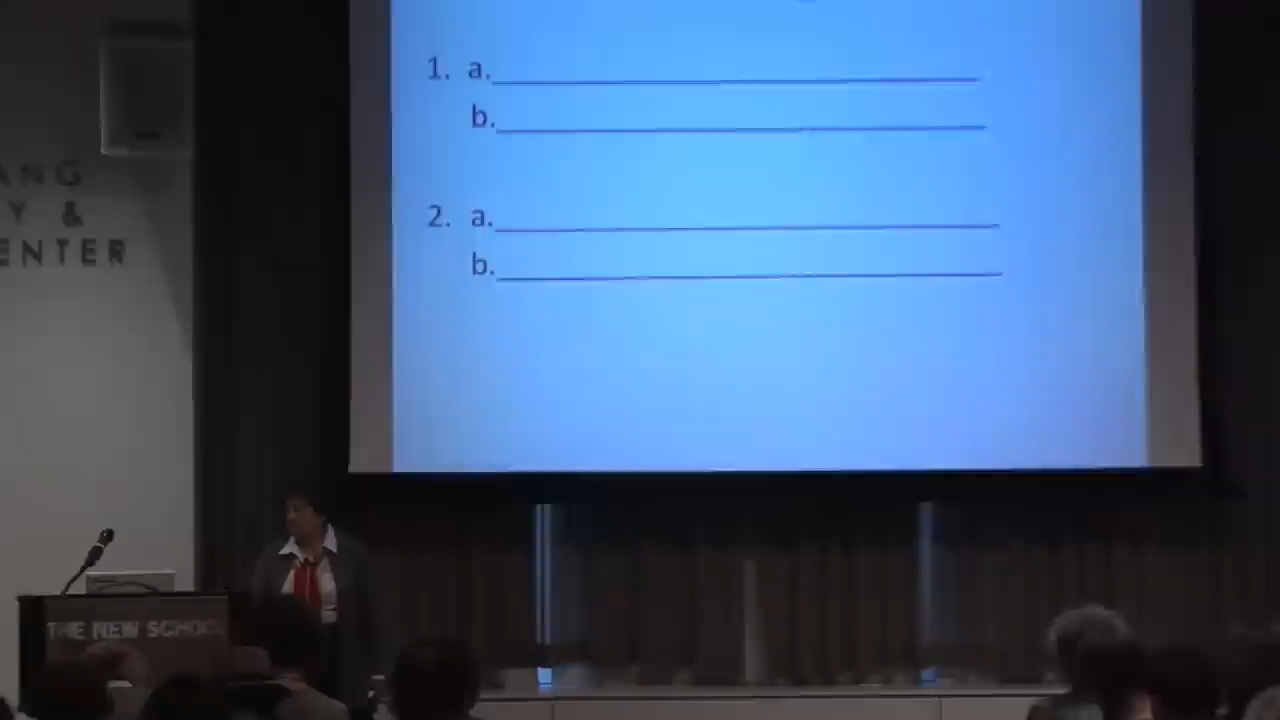 ANG
Y &
ENTER
1. a.
b.
2. a.
b.
THE NEW SCHOOL